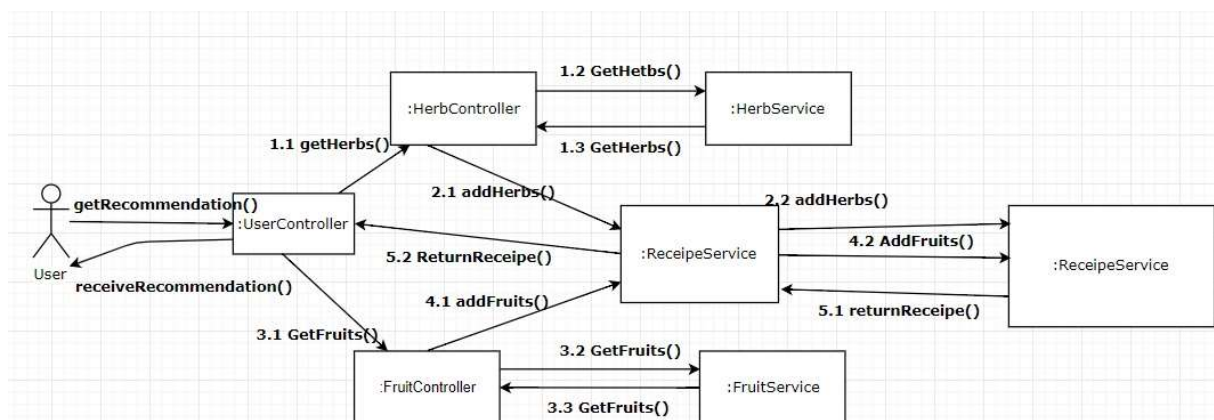 1.2 GetHetbs()
:HerbController
:HerbService
1.3 GetHerbs()
1.1 getHerbs()
2.1 addHerbs()
2.2 addHerbs()
getRecommendation()
:UserController
4.2 AddFruits()
5.2 ReturnReceipe()
:ReceipeService
:ReceipeService
User
receiveRecommendation()
4.1 addFruits()
5.1 returnReceipe()
3.1 GetFruits()
3.2 GetFruits()
:FruitController
:FruitService
3.3 GetFruits()